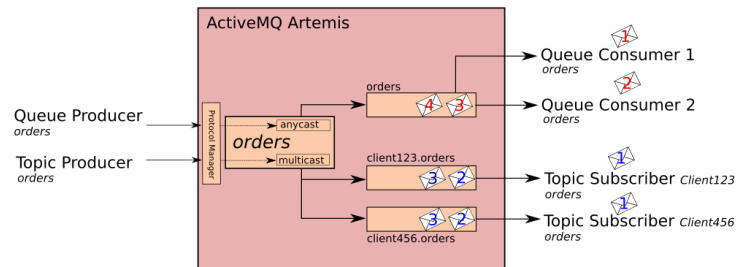 ActiveMQ Artemis
Queue Producer
orders
Topic Producer
orders
Protocol Manager
orders
anycast
multicast
orders
4 3
client123.orders
3 2
3 2
client456.orders
1
Queue Consumer 1
orders
2
Queue Consumer 2
orders
1
Topic Subscriber Client123
orders
1
Topic Subscriber Client456
orders